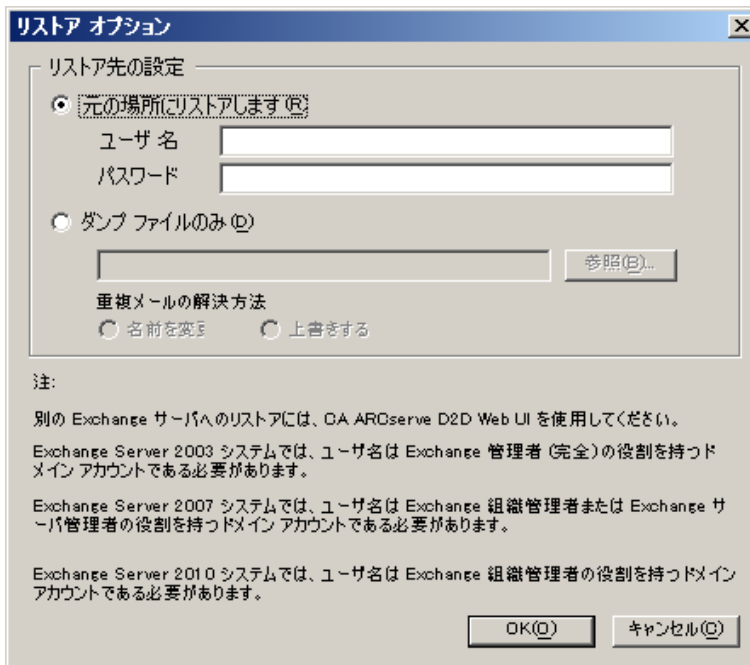 リストア オプション
リストア先の設定
元の場所にリストアします(R)
ユーザ名
パスワード
ダンプ ファイルのみ(D)
参照(B)...
重複メールの解決方法
名前を変更
上書きする
注:
別の Exchange サーバへのリストアには、CA ARCserve D2D Web UI を使用してください。
Exchange Server 2003 システムでは、ユーザ名は Exchange 管理者 (完全) の役割を持つド
メイン アカウントである必要があります。
Exchange Server 2007 システムでは、ユーザ名は Exchange 組織管理者または Exchange サ
ーバ管理者の役割を持つドメイン アカウントである必要があります。
Exchange Server 2010 システムでは、ユーザ名は Exchange 組織管理者の役割を持つドメイン
アカウントである必要があります。
OK(O)
キャンセル(C)